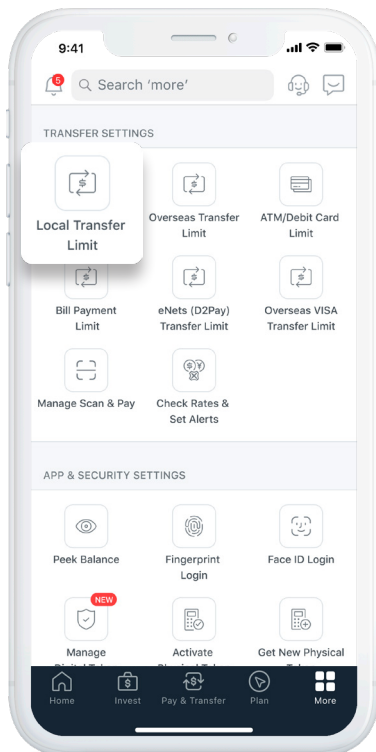 9:41
5
Search ‘more’
TRANSFER SETTINGS
Local Transfer
Limit
Overseas Transfer
Limit
ATM/Debit Card
Limit
Bill Payment
Limit
eNets (D2Pay)
Transfer Limit
Overseas VISA
Transfer Limit
Manage Scan & Pay
Check Rates &
Set Alerts
APP & SECURITY SETTINGS
Peek Balance
Fingerprint
Login
Face ID Login
NEW
Manage
Activate
Get New Physical
Home
Invest
Pay & Transfer
Plan
More